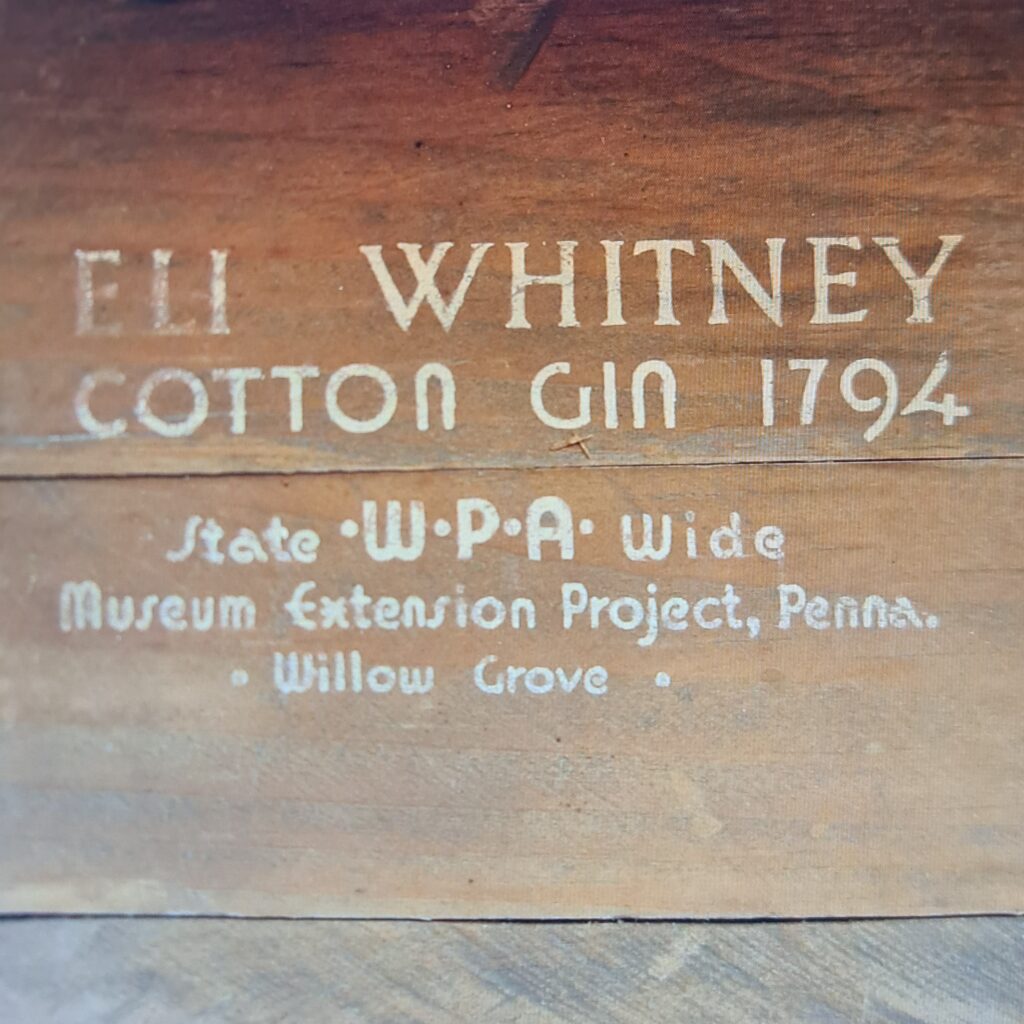 ELI WHITNEY
COTTON GIN 1794
State ·W·P·A· Wide
Museum Extension Project, Penna.
· Willow Grove ·